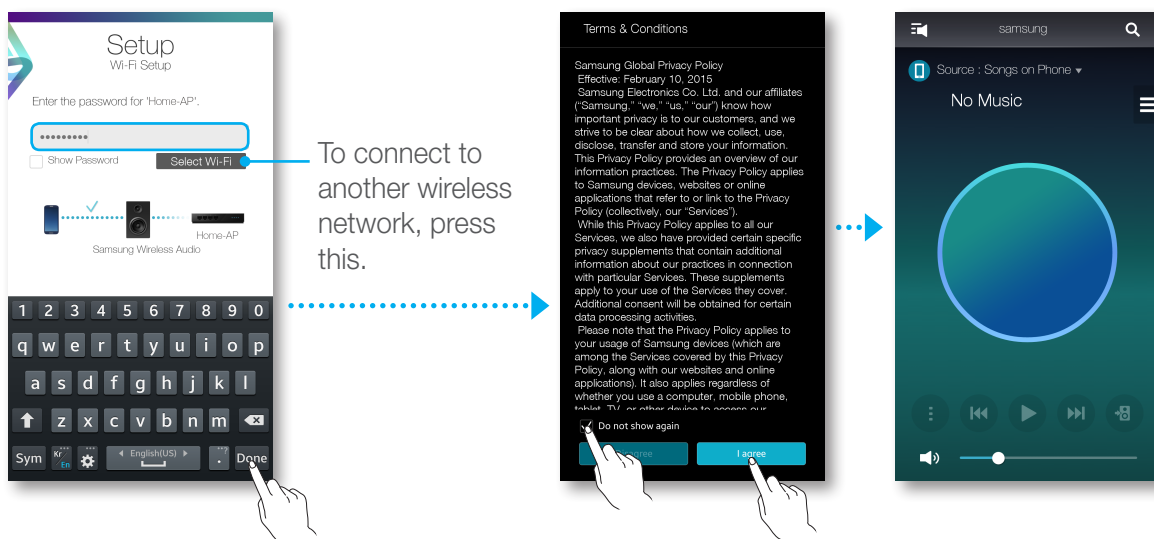 Setup
Wi-Fi Setup
Enter the password for 'Home-AP'.
Show Password
Select Wi-Fi
Home-AP
Samsung Wireless Audio
1 2 3 4 5 6 7 8 9 0
q w e r t y u i o p
a s d f g h j k l
z x c v b n m
Sym Kr/En English(US) . Done
To connect to
another wireless
network, press
this.
Terms & Conditions
Samsung Global Privacy Policy
Effective: February 10, 2015
Samsung Electronics Co. Ltd. and our affiliates
("Samsung," "we," "us," "our") know how
important privacy is to our customers, and we
strive to be clear about how we collect, use,
disclose, transfer and store your information.
This Privacy Policy provides an overview of our
information practices. The Privacy Policy applies
to Samsung devices, websites or online
applications that refer to or link to the Privacy
Policy (collectively, our "Services").
While this Privacy Policy applies to all our
Services, we also have provided certain specific
privacy supplements that contain additional
information about our practices in connection
with particular Services. These supplements
apply to your use of the Services they cover.
Additional consent will be obtained for certain
data processing activities.
Please note that the Privacy Policy applies to
your usage of Samsung devices (which are
among the Services covered by this Privacy
Policy, along with our websites and online
applications). It also applies regardless of
whether you use a computer, mobile phone,
tablet, TV, or other device to access our
Do not show again
I agree
samsung
Source : Songs on Phone
No Music